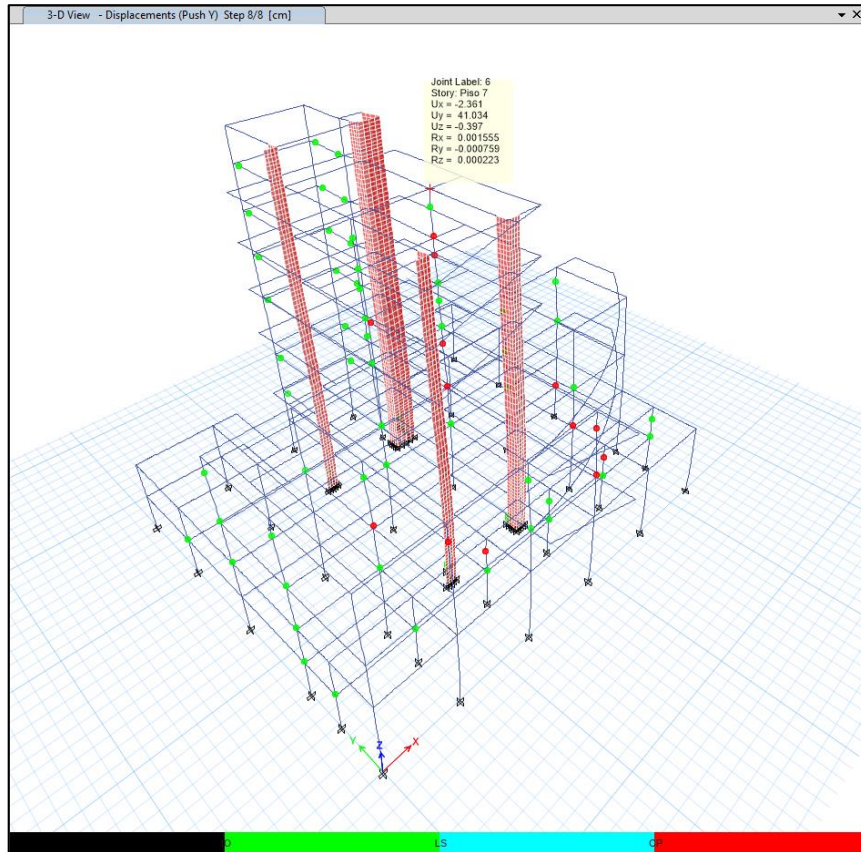 3-D View - Displacements (Push Y) Step 8/8 [cm]
Joint Label: 6
Story: Piso 7
Ux = -2.361
Uy = 41.034
Uz = -0.397
Rx = 0.001555
Ry = -0.000759
Rz = 0.000223
Y Z X
LS CP